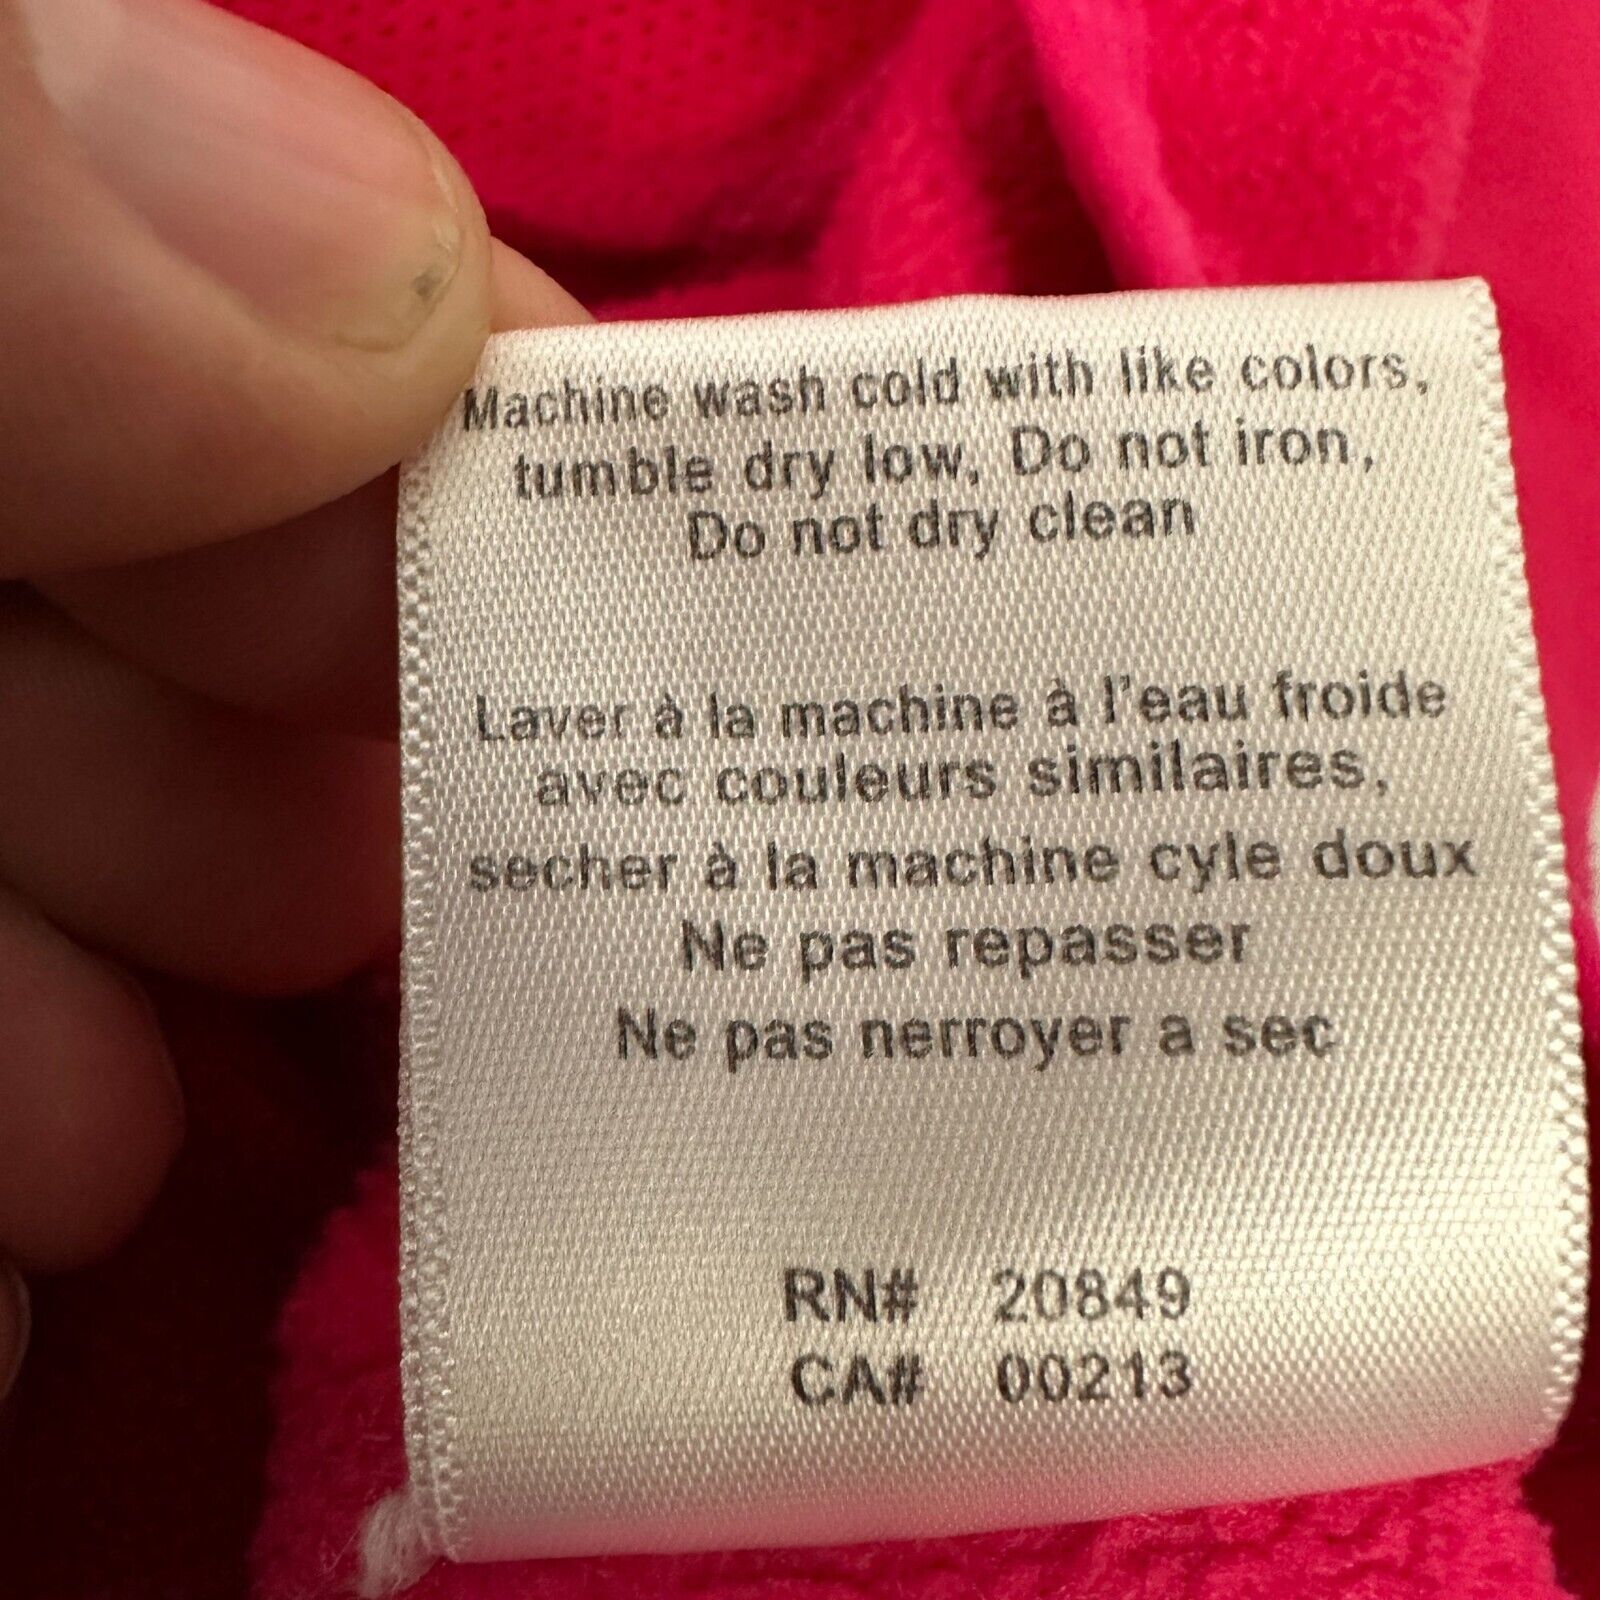 Machine wash cold with like colors,
tumble dry low, Do not iron,
Do not dry clean
Laver à la machine à l'eau froide
avec couleurs similaires,
secher à la machine cyle doux
Ne pas repasser
Ne pas nerroyer a sec
RN# 20849
CA# 00213